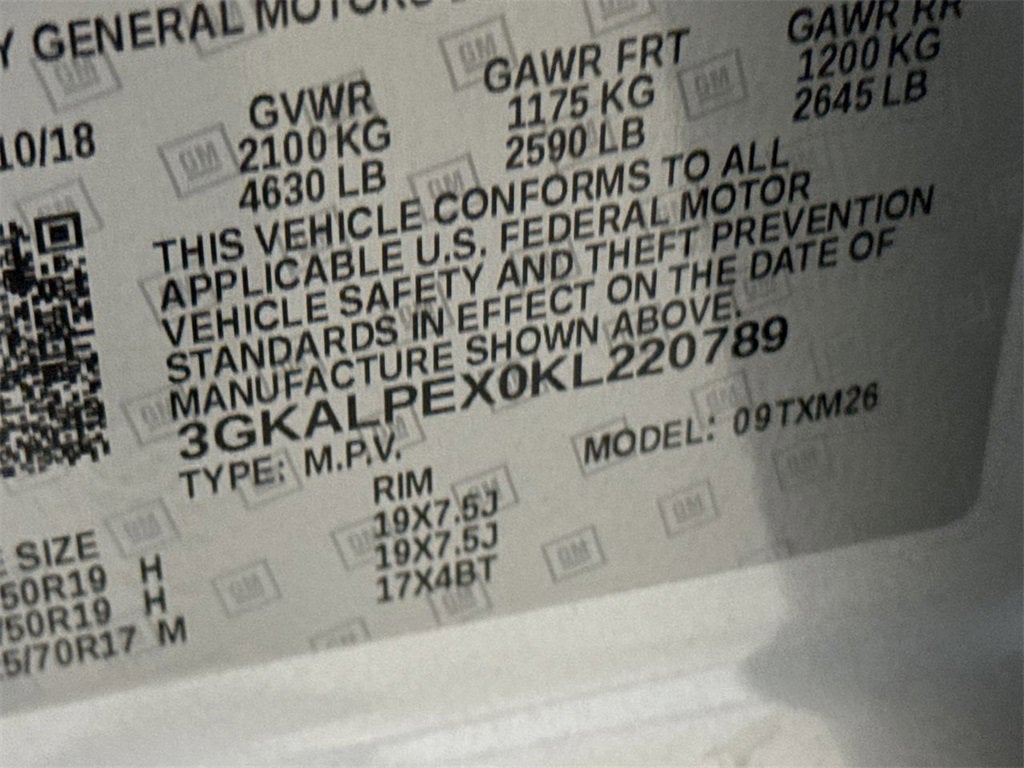 Y GENERAL MOTORS
10/18
GVWR
2100 KG
4630 LB
GAWR FRT
1175 KG
2590 LB
GAWR RR
1200 KG
2645 LB
THIS VEHICLE CONFORMS TO ALL
APPLICABLE U.S. FEDERAL MOTOR
VEHICLE SAFETY AND THEFT PREVENTION
STANDARDS IN EFFECT ON THE DATE OF
MANUFACTURE SHOWN ABOVE.
3GKALPEX0KL220789
TYPE: M.P.V.
MODEL: 09TXM26
SIZE
50R19 H
/50R19 H
5/70R17 M
RIM
19X7.5J
19X7.5J
17X4BT